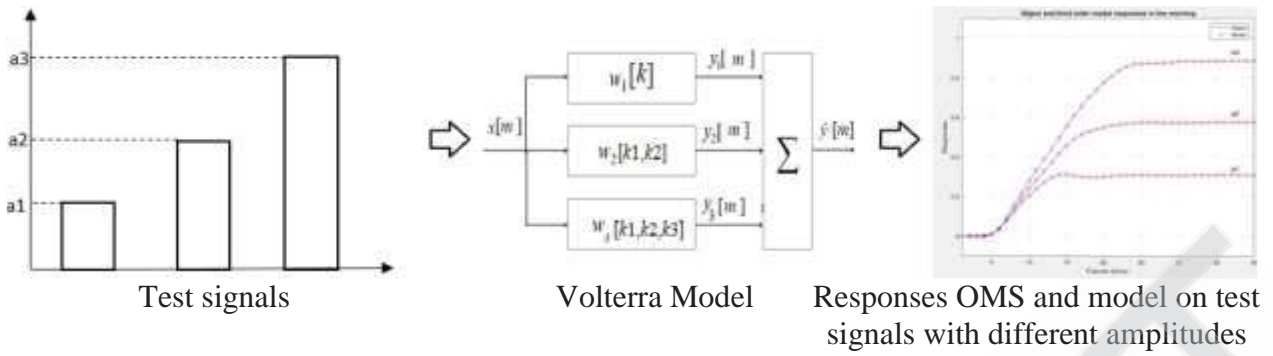 a3
a2
a1
Test signals
x[m]
w1[k]
w2[k1,k2]
[k1,k2,k3]
y1[m]
y2[m]
y3[m]
Σ
ŷ[m]
Volterra Model
Responses OMS and model on test
signals with different amplitudes